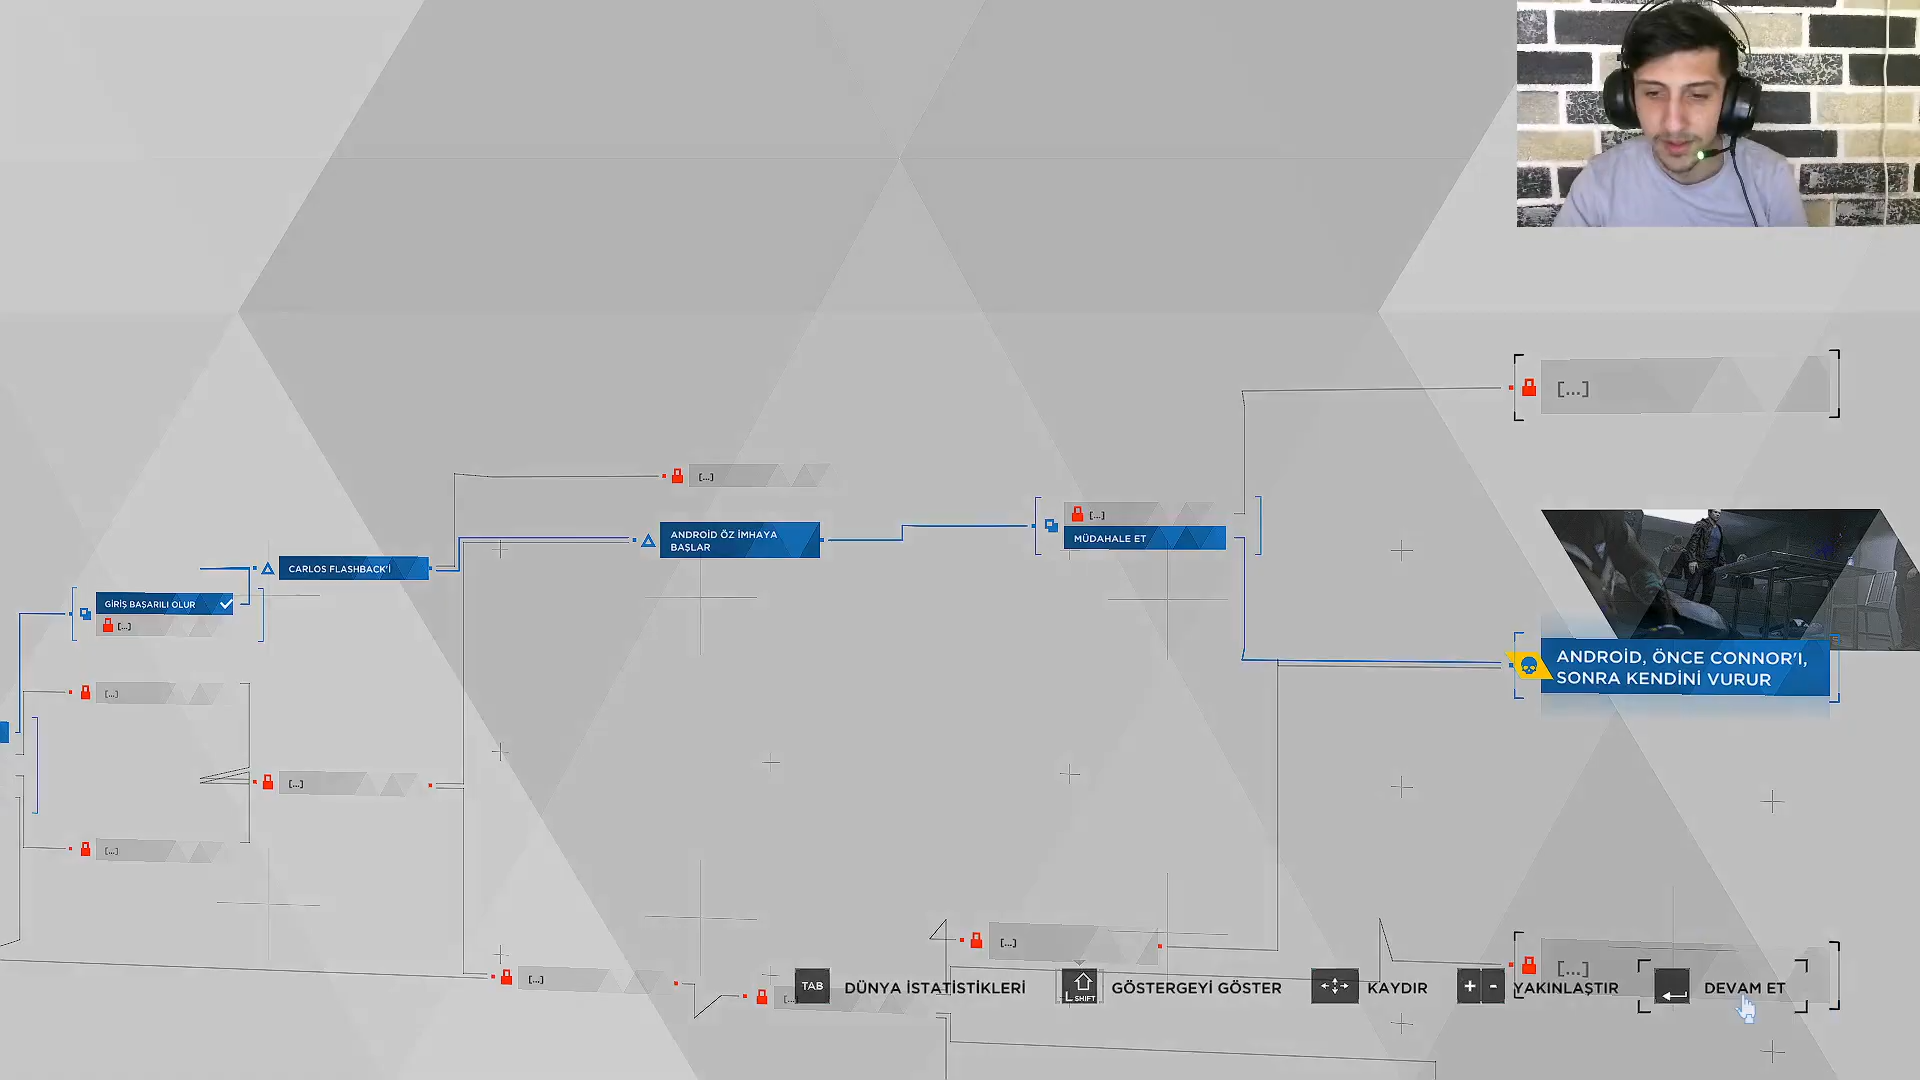 [...]
[...]
[...]
ANDROİD ÖZ İMHAYA
BAŞLAR
MÜDAHALE ET
CARLOS FLASHBACK'İ
GİRİŞ BAŞARILI OLUR
[...]
ANDROİD, ÖNCE CONNOR'I,
SONRA KENDİNİ VURUR
[...]
[...]
[...]
[...]
[...]
[...]
[...]
TAB
DÜNYA İSTATİSTİKLERİ
L SHIFT
GÖSTERGEYİ GÖSTER
KAYDIR
+ -
YAKINLAŞTIR
DEVAM ET